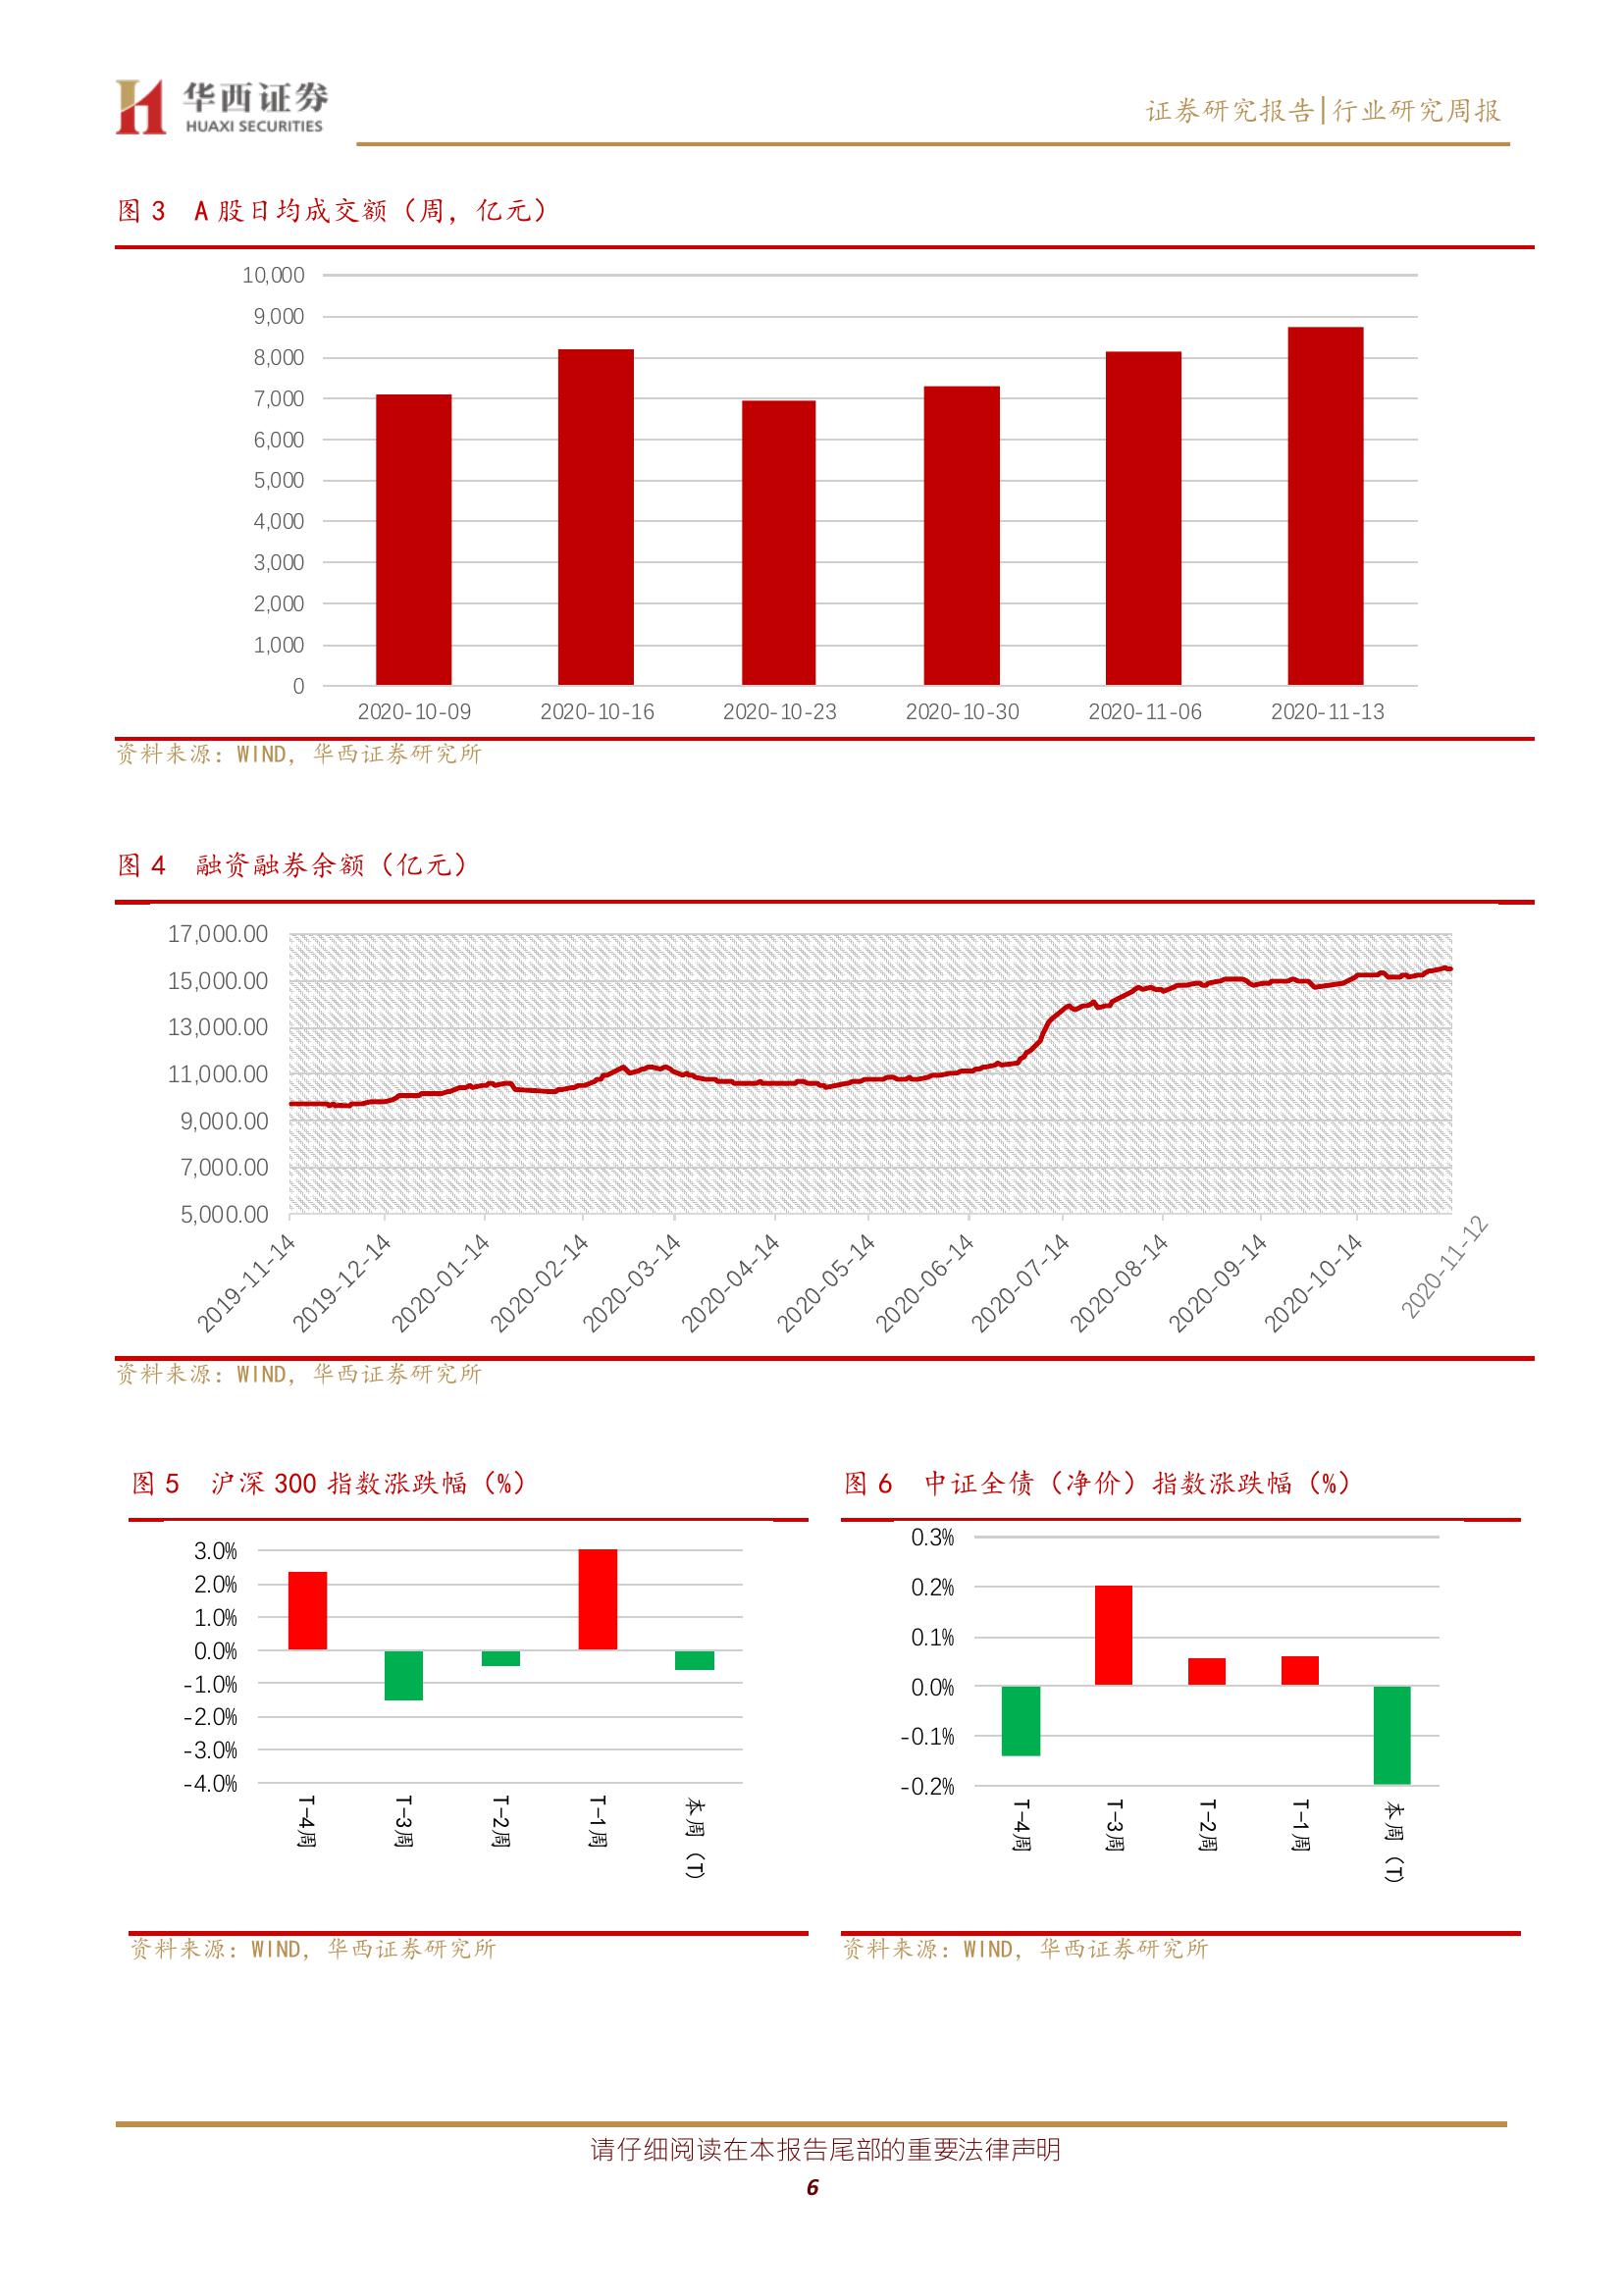 华西证券
HUAXI SECURITIES
证券研究报告|行业研究周报
图 3 A 股日均成交额（周，亿元）
10,000
9,000
8,000
7,000
6,000
5,000
4,000
3,000
2,000
1,000
0
2020-10-09 2020-10-16 2020-10-23 2020-10-30 2020-11-06 2020-11-13
资料来源：WIND，华西证券研究所
图 4 融资融券余额（亿元）
17,000.00
15,000.00
13,000.00
11,000.00
9,000.00
7,000.00
5,000.00
2019-11-14 2019-12-14 2020-01-14 2020-02-14 2020-03-14 2020-04-14 2020-05-14 2020-06-14 2020-07-14 2020-08-14 2020-09-14 2020-10-14 2020-11-12
资料来源：WIND，华西证券研究所
图 5 沪深 300 指数涨跌幅（%）
3.0%
2.0%
1.0%
0.0%
-1.0%
-2.0%
-3.0%
-4.0%
T-4周 T-3周 T-2周 T-1周 本周（T）
资料来源：WIND，华西证券研究所
图 6 中证全债（净价）指数涨跌幅（%）
0.3%
0.2%
0.1%
0.0%
-0.1%
-0.2%
T-4周 T-3周 T-2周 T-1周 本周（T）
资料来源：WIND，华西证券研究所
请仔细阅读在本报告尾部的重要法律声明
6